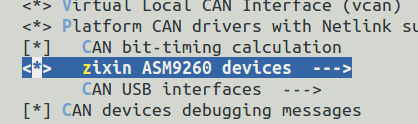 <*> Virtual Local CAN Interface (vcan)
<*> Platform CAN drivers with Netlink su
[*] CAN bit-timing calculation
<*> zixin ASM9260 devices --->
CAN USB interfaces --->
[*] CAN devices debugging messages